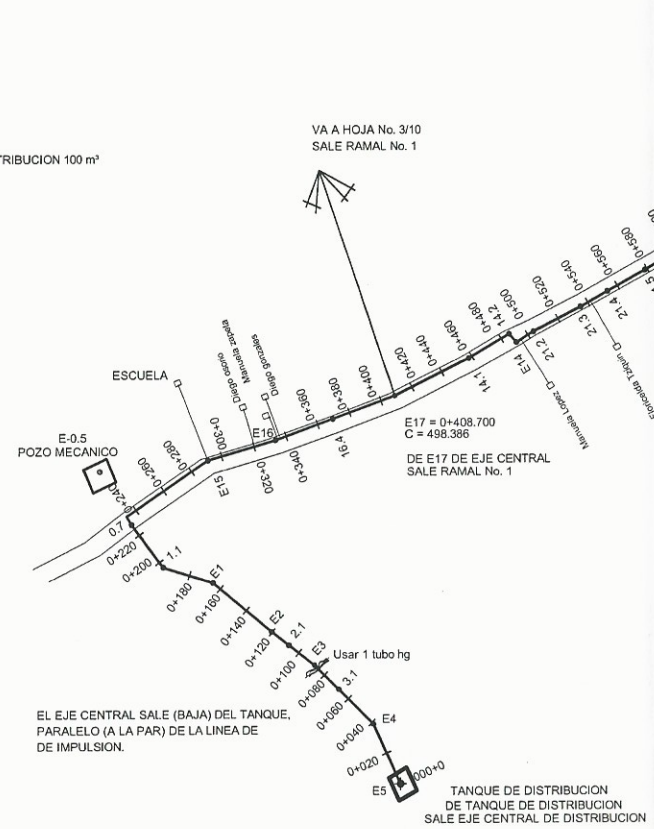 VA A HOJA No. 3/10
SALE RAMAL No. 1
TRIBUCION 100 m³
0+580
0+560
0+540
0+520
0+500
14.2
0+480
0+460
0+440
0+420
0+400
0+380
0+360
Diego gonzales
Manuela zapeta
Diego osorio
ESCUELA
21.4
21.3
21.2
E14
14.1
Manuela Lopez
E17 = 0+408.700
C = 498.386
DE E17 DE EJE CENTRAL
SALE RAMAL No. 1
16.4
0+340
E16
0+320
0+300
E15
E-0.5
POZO MECANICO
0+280
0+260
0+240
0.7
0+220
0+200
1.1
0+180
E1
0+160
0+140
E2
0+120
2.1
0+100
E3
Usar 1 tubo hg
0+080
3.1
0+060
E4
0+040
0+020
0+000
E5
EL EJE CENTRAL SALE (BAJA) DEL TANQUE,
PARALELO (A LA PAR) DE LA LINEA DE
DE IMPULSION.
TANQUE DE DISTRIBUCION
DE TANQUE DE DISTRIBUCION
SALE EJE CENTRAL DE DISTRIBUCION